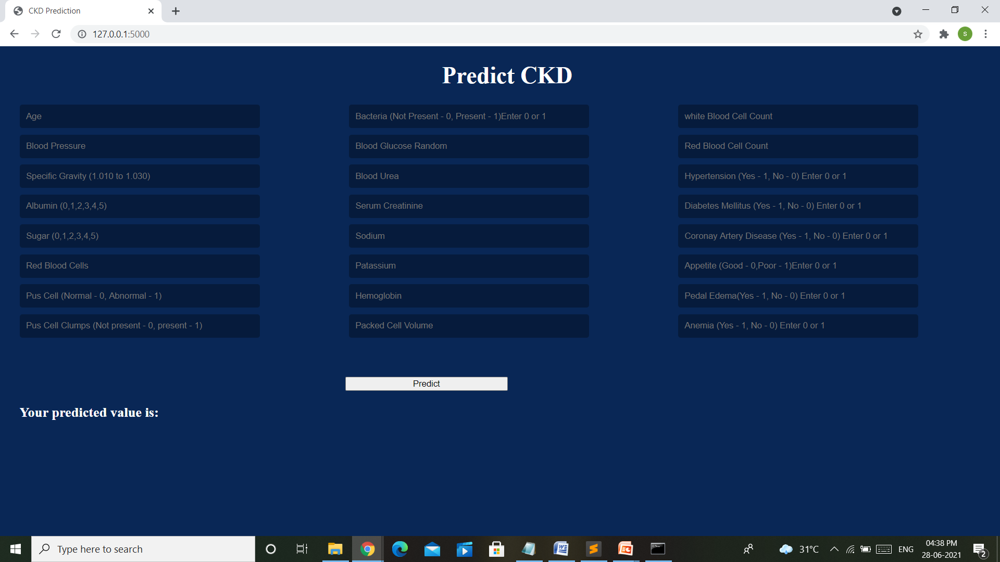 CKD Prediction
127.0.0.1:5000
S
Predict CKD
Age
Blood Pressure
Specific Gravity (1.010 to 1.030)
Albumin (0,1,2,3,4,5)
Sugar (0,1,2,3,4,5)
Red Blood Cells
Pus Cell (Normal - 0, Abnormal - 1)
Pus Cell Clumps (Not present - 0, present - 1)
Bacteria (Not Present - 0, Present - 1)Enter 0 or 1
Blood Glucose Random
Blood Urea
Serum Creatinine
Sodium
Patassium
Hemoglobin
Packed Cell Volume
white Blood Cell Count
Red Blood Cell Count
Hypertension (Yes - 1, No - 0) Enter 0 or 1
Diabetes Mellitus (Yes - 1, No - 0) Enter 0 or 1
Coronay Artery Disease (Yes - 1, No - 0) Enter 0 or 1
Appetite (Good - 0,Poor - 1)Enter 0 or 1
Pedal Edema(Yes - 1, No - 0) Enter 0 or 1
Anemia (Yes - 1, No - 0) Enter 0 or 1
Predict
Your predicted value is:
Type here to search
31°C
ENG
04:38 PM
28-06-2021
2